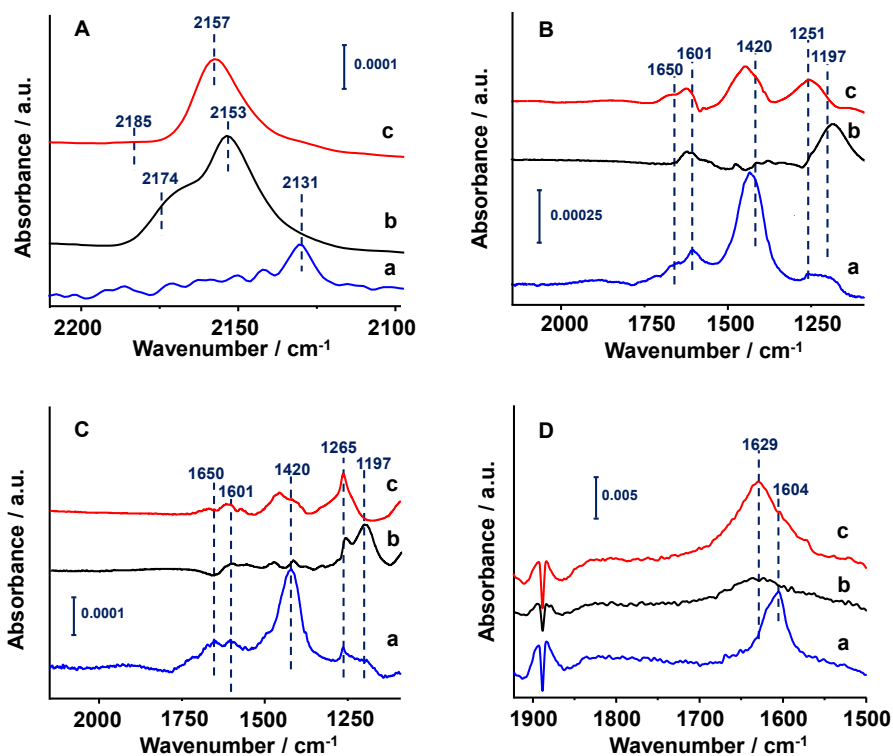 A
2157
0.0001
2185
2153
c
2174
2131
b
a
2200
2150
2100
Wavenumber / cm-1
Absorbance / a.u.
B
1251
1650
1601
1420
1197
c
b
0.00025
a
2000
1750
1500
1250
Wavenumber / cm-1
Absorbance / a.u.
C
1265
1650
1601
1420
1197
c
b
0.0001
a
2000
1750
1500
1250
Wavenumber / cm-1
Absorbance / a.u.
D
1629
1604
0.005
c
b
a
1900
1800
1700
1600
1500
Wavenumber / cm-1
Absorbance / a.u.